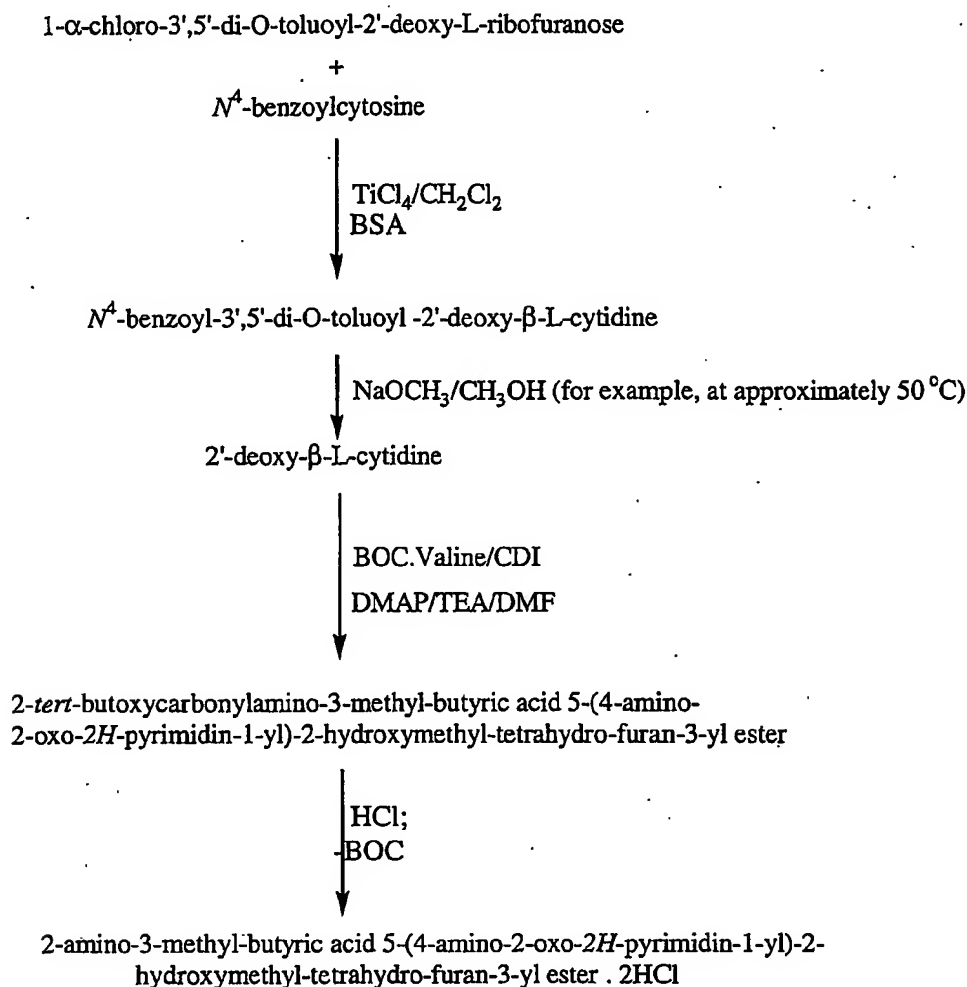 1-α-chloro-3',5'-di-O-toluoyl-2'-deoxy-L-ribofuranose
+
N⁴-benzoylcytosine
TiCl₄/CH₂Cl₂
BSA
N⁴-benzoyl-3',5'-di-O-toluoyl -2'-deoxy-β-L-cytidine
NaOCH₃/CH₃OH (for example, at approximately 50 °C)
2'-deoxy-β-L-cytidine
BOC.Valine/CDI
DMAP/TEA/DMF
2-tert-butoxycarbonylamino-3-methyl-butyric acid 5-(4-amino-
2-oxo-2H-pyrimidin-1-yl)-2-hydroxymethyl-tetrahydro-furan-3-yl ester
HCl;
-BOC
2-amino-3-methyl-butyric acid 5-(4-amino-2-oxo-2H-pyrimidin-1-yl)-2-
hydroxymethyl-tetrahydro-furan-3-yl ester . 2HCl